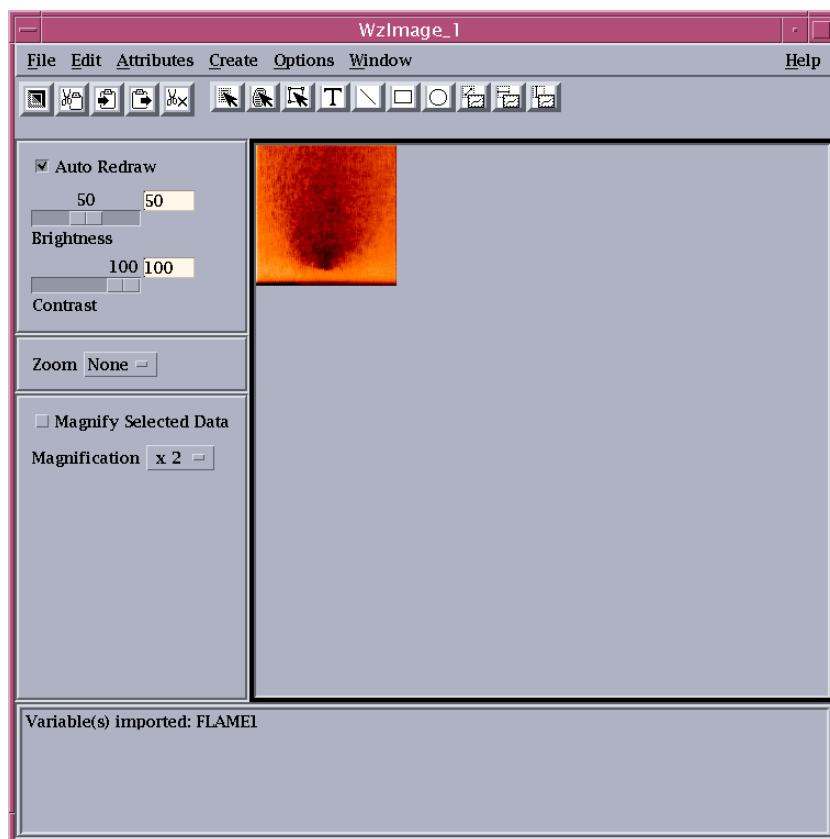 WzImage_1
File Edit Attributes Create Options Window Help
T
Auto Redraw
50 50
Brightness
100 100
Contrast
Zoom None
Magnify Selected Data
Magnification x 2
Variable(s) imported: FLAME1